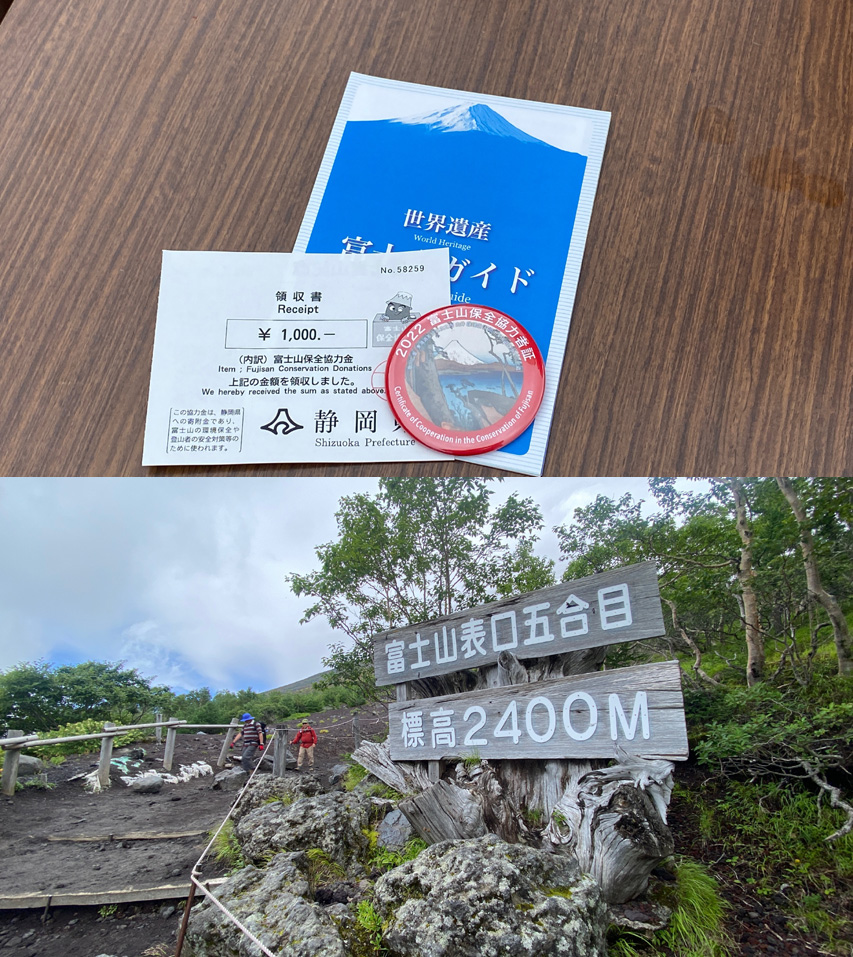 世界遺産
World Heritage
富士 ガイド
No.58259
領収書
Receipt
¥ 1,000.—
(内訳) 富士山保全協力金
Item ; Fujisan Conservation Donations
上記の金額を領収しました。
We hereby received the sum as stated above.
この協力金は、静岡県
への寄附金であり、
富士山の環境保全や
登山者の安全対策等の
ために使われます。
静岡
Shizuoka Prefecture
2022 富士山保全協力者証
Certificate of Cooperation in the Conservation of Fujisan
富士山表口五合目
標高2400M